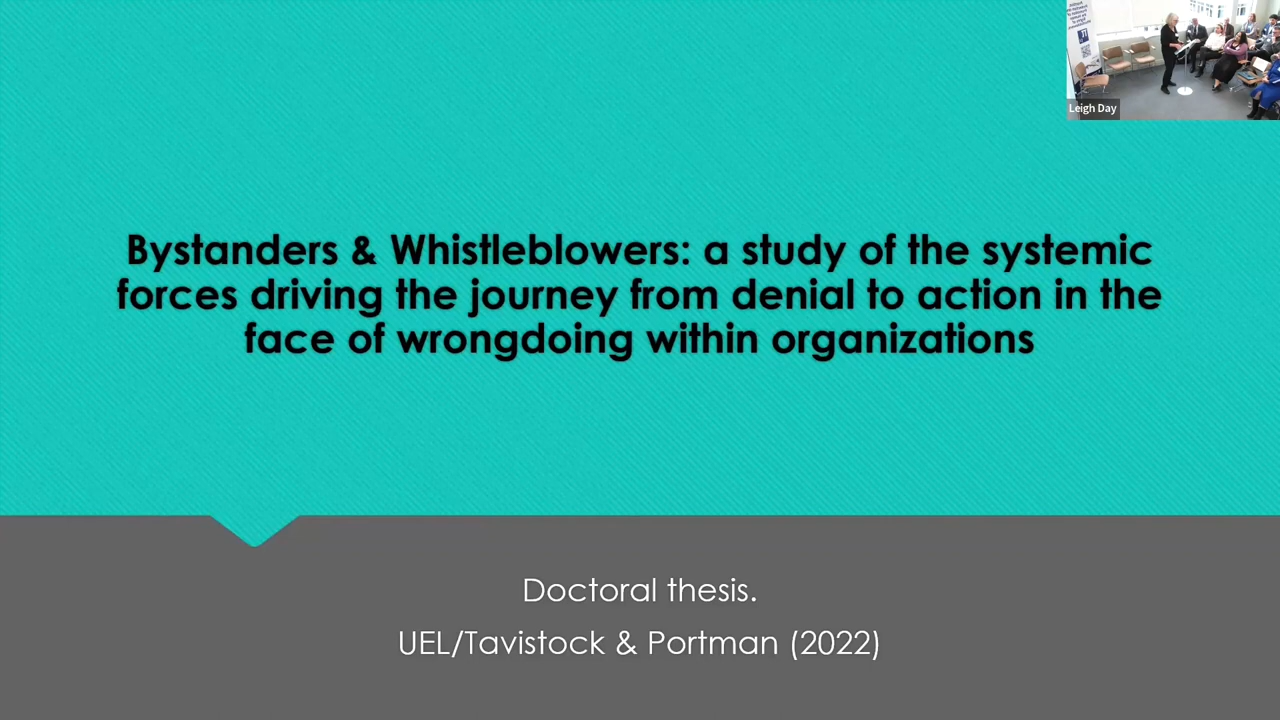 Leigh Day
Bystanders & Whistleblowers: a study of the systemic
forces driving the journey from denial to action in the
face of wrongdoing within organizations
Doctoral thesis.
UEL/Tavistock & Portman (2022)